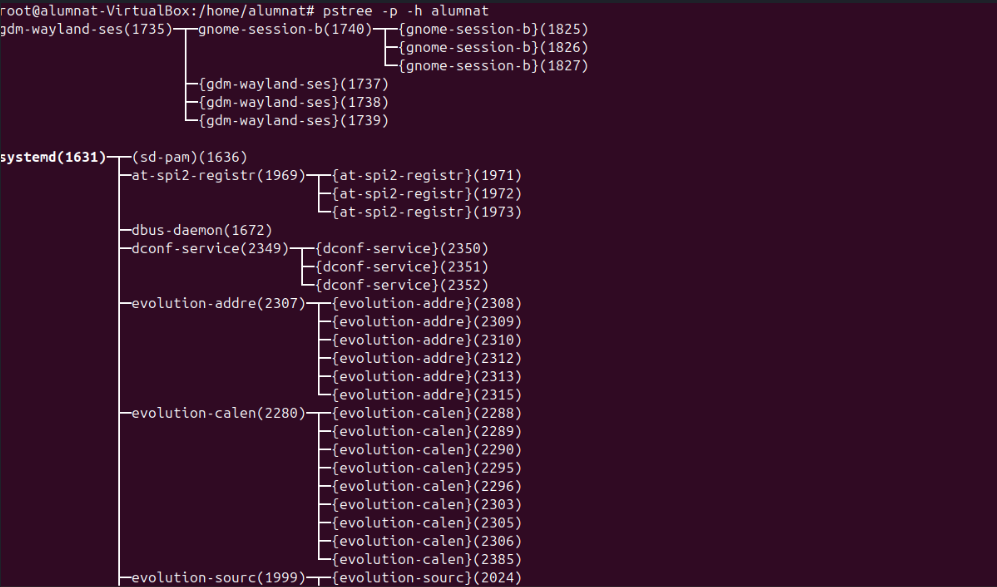 root@alumnat-VirtualBox:/home/alumnat# pstree -p -h alumnat
gdm-wayland-ses(1735)─┬─gnome-session-b(1740)─┬─{gnome-session-b}(1825)
                      │                       ├─{gnome-session-b}(1826)
                      │                       └─{gnome-session-b}(1827)
                      ├─{gdm-wayland-ses}(1737)
                      ├─{gdm-wayland-ses}(1738)
                      └─{gdm-wayland-ses}(1739)

systemd(1631)─┬─(sd-pam)(1636)
              ├─at-spi2-registr(1969)─┬─{at-spi2-registr}(1971)
              │                       ├─{at-spi2-registr}(1972)
              │                       └─{at-spi2-registr}(1973)
              ├─dbus-daemon(1672)
              ├─dconf-service(2349)─┬─{dconf-service}(2350)
              │                     ├─{dconf-service}(2351)
              │                     └─{dconf-service}(2352)
              ├─evolution-addre(2307)─┬─{evolution-addre}(2308)
              │                       ├─{evolution-addre}(2309)
              │                       ├─{evolution-addre}(2310)
              │                       ├─{evolution-addre}(2312)
              │                       ├─{evolution-addre}(2313)
              │                       └─{evolution-addre}(2315)
              ├─evolution-calen(2280)─┬─{evolution-calen}(2288)
              │                       ├─{evolution-calen}(2289)
              │                       ├─{evolution-calen}(2290)
              │                       ├─{evolution-calen}(2295)
              │                       ├─{evolution-calen}(2296)
              │                       ├─{evolution-calen}(2303)
              │                       ├─{evolution-calen}(2305)
              │                       ├─{evolution-calen}(2306)
              │                       └─{evolution-calen}(2385)
              ├─evolution-sourc(1999)─┬─{evolution-sourc}(2024)